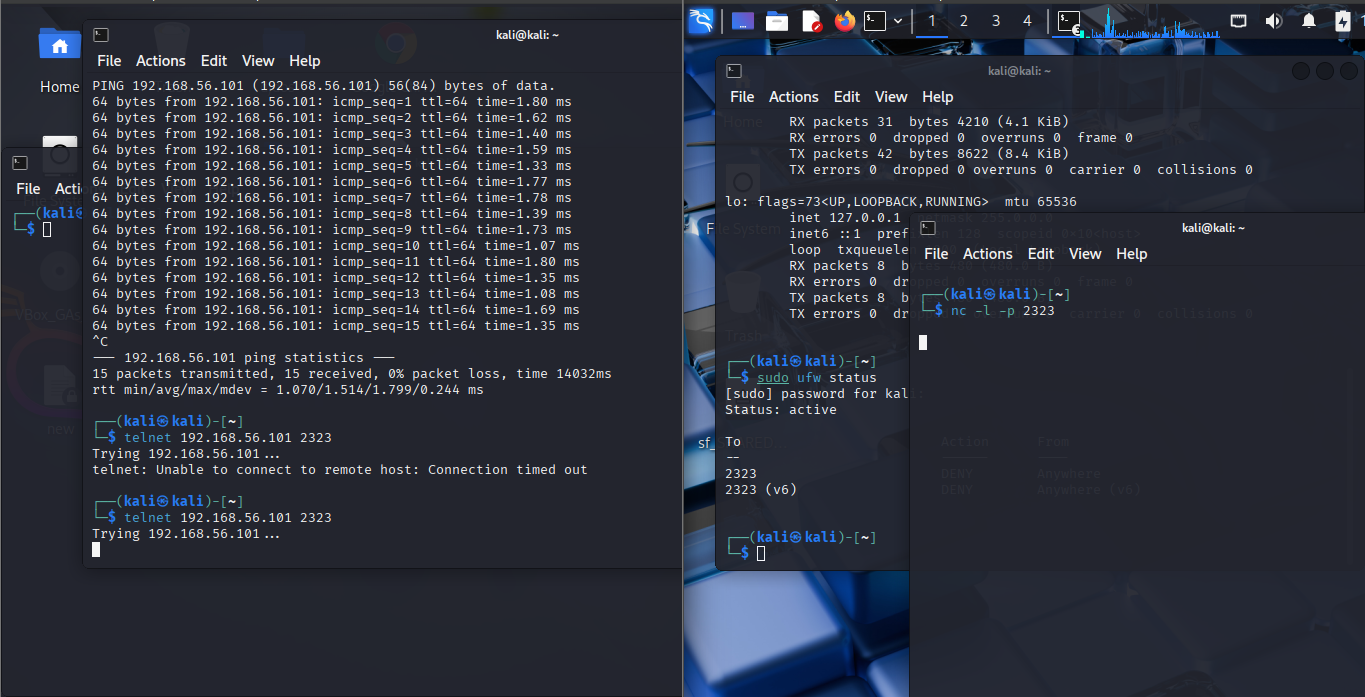 kali@kali: ~
File Actions Edit View Help
Home
PING 192.168.56.101 (192.168.56.101) 56(84) bytes of data.
64 bytes from 192.168.56.101: icmp_seq=1 ttl=64 time=1.80 ms
64 bytes from 192.168.56.101: icmp_seq=2 ttl=64 time=1.62 ms
64 bytes from 192.168.56.101: icmp_seq=3 ttl=64 time=1.40 ms
64 bytes from 192.168.56.101: icmp_seq=4 ttl=64 time=1.59 ms
64 bytes from 192.168.56.101: icmp_seq=5 ttl=64 time=1.33 ms
64 bytes from 192.168.56.101: icmp_seq=6 ttl=64 time=1.77 ms
64 bytes from 192.168.56.101: icmp_seq=7 ttl=64 time=1.78 ms
64 bytes from 192.168.56.101: icmp_seq=8 ttl=64 time=1.39 ms
64 bytes from 192.168.56.101: icmp_seq=9 ttl=64 time=1.73 ms
64 bytes from 192.168.56.101: icmp_seq=10 ttl=64 time=1.07 ms
64 bytes from 192.168.56.101: icmp_seq=11 ttl=64 time=1.80 ms
64 bytes from 192.168.56.101: icmp_seq=12 ttl=64 time=1.35 ms
64 bytes from 192.168.56.101: icmp_seq=13 ttl=64 time=1.08 ms
64 bytes from 192.168.56.101: icmp_seq=14 ttl=64 time=1.69 ms
64 bytes from 192.168.56.101: icmp_seq=15 ttl=64 time=1.35 ms
^C
--- 192.168.56.101 ping statistics ---
15 packets transmitted, 15 received, 0% packet loss, time 14032ms
rtt min/avg/max/mdev = 1.070/1.514/1.799/0.244 ms
┌──(kali㉿kali)-[~]
└─$ telnet 192.168.56.101 2323
Trying 192.168.56.101...
telnet: Unable to connect to remote host: Connection timed out
┌──(kali㉿kali)-[~]
└─$ telnet 192.168.56.101 2323
Trying 192.168.56.101...
File Acti
┌──(kali㉿
└─$
VBox_GAs
new
1 2 3 4
kali@kali: ~
File Actions Edit View Help
RX packets 31 bytes 4210 (4.1 KiB)
RX errors 0 dropped 0 overruns 0 frame 0
TX packets 42 bytes 8622 (8.4 KiB)
TX errors 0 dropped 0 overruns 0 carrier 0 collisions 0
lo: flags=73<UP,LOOPBACK,RUNNING> mtu 65536
inet 127.0.0.1
inet6 ::1 pref
loop txqueuele
RX packets 8 b
RX errors 0 dr
TX packets 8 b
TX errors 0 d
┌──(kali㉿kali)-[~]
└─$ sudo ufw status
[sudo] password for kali:
Status: active
To Action From
--
2323 DENY Anywhere
2323 (v6) DENY Anywhere (v6)
┌──(kali㉿kali)-[~]
└─$
Home
File System
Trash
sf_
kali@kali: ~
File Actions Edit View Help
┌──(kali㉿kali)-[~]
└─$ nc -l -p 2323